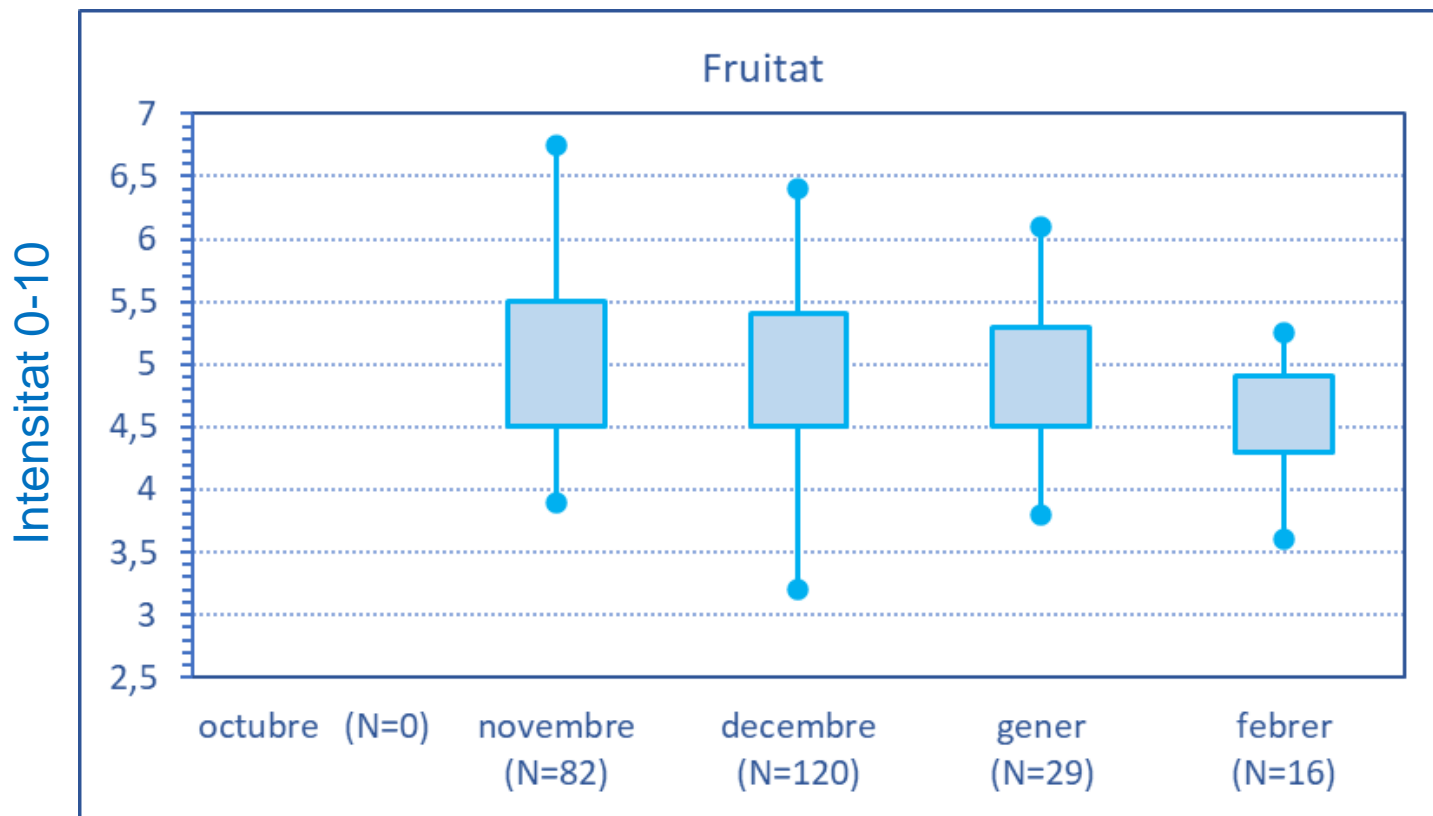 Fruitat
Intensitat 0-10
7
6,5
6
5,5
5
4,5
4
3,5
3
2,5
octubre (N=0)
novembre (N=82)
decembre (N=120)
gener (N=29)
febrer (N=16)